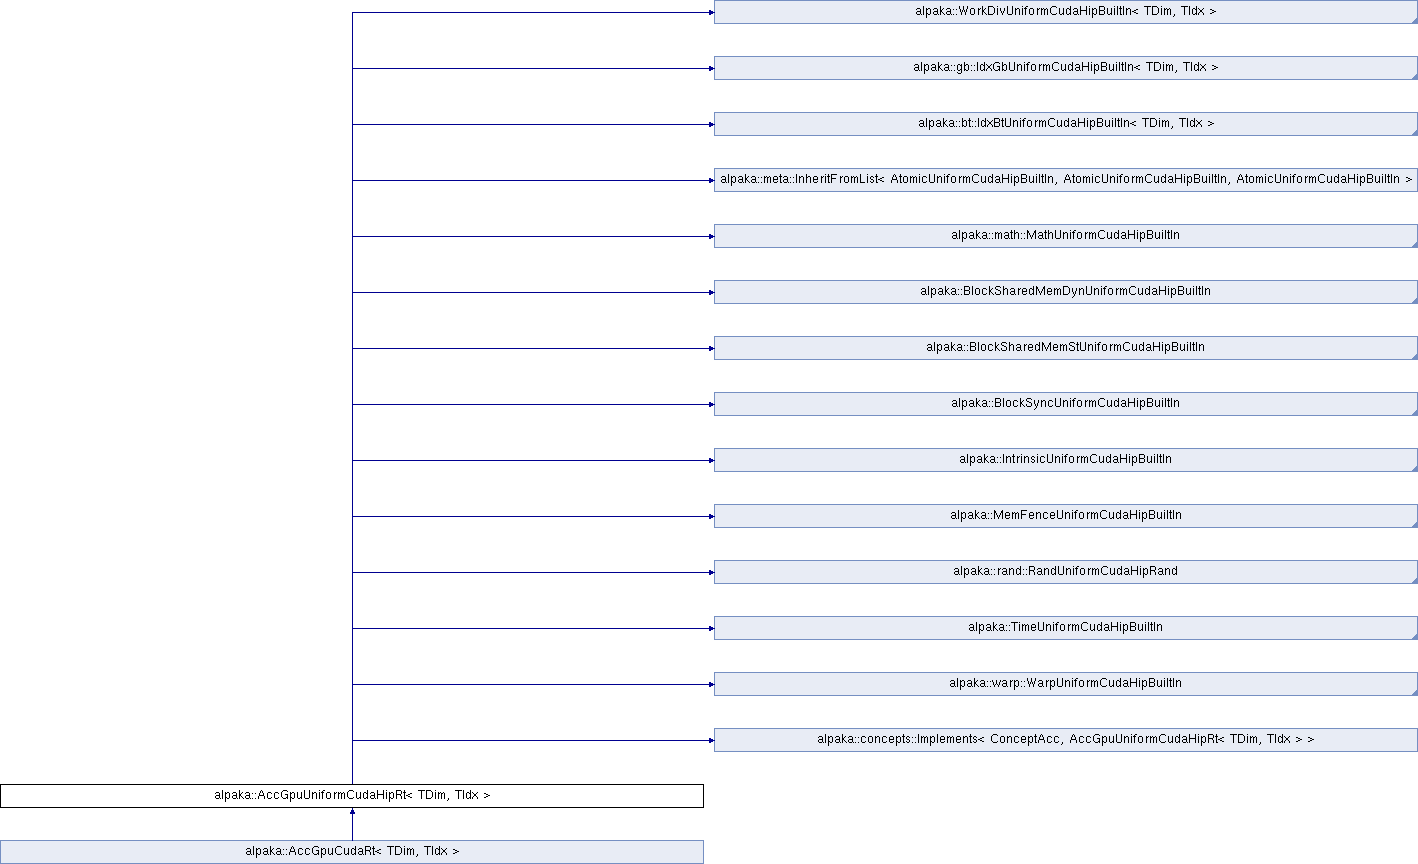 alpaka::WorkDivUniformCudaHipBuiltIn< TDim, TIdx >
alpaka::gb::IdxGbUniformCudaHipBuiltIn< TDim, TIdx >
alpaka::bt::IdxBtUniformCudaHipBuiltIn< TDim, TIdx >
alpaka::meta::InheritFromList< AtomicUniformCudaHipBuiltIn, AtomicUniformCudaHipBuiltIn, AtomicUniformCudaHipBuiltIn >
alpaka::math::MathUniformCudaHipBuiltIn
alpaka::BlockSharedMemDynUniformCudaHipBuiltIn
alpaka::BlockSharedMemStUniformCudaHipBuiltIn
alpaka::BlockSyncUniformCudaHipBuiltIn
alpaka::IntrinsicUniformCudaHipBuiltIn
alpaka::MemFenceUniformCudaHipBuiltIn
alpaka::rand::RandUniformCudaHipRand
alpaka::TimeUniformCudaHipBuiltIn
alpaka::warp::WarpUniformCudaHipBuiltIn
alpaka::concepts::Implements< ConceptAcc, AccGpuUniformCudaHipRt< TDim, TIdx > >
alpaka::AccGpuUniformCudaHipRt< TDim, TIdx >
alpaka::AccGpuCudaRt< TDim, TIdx >